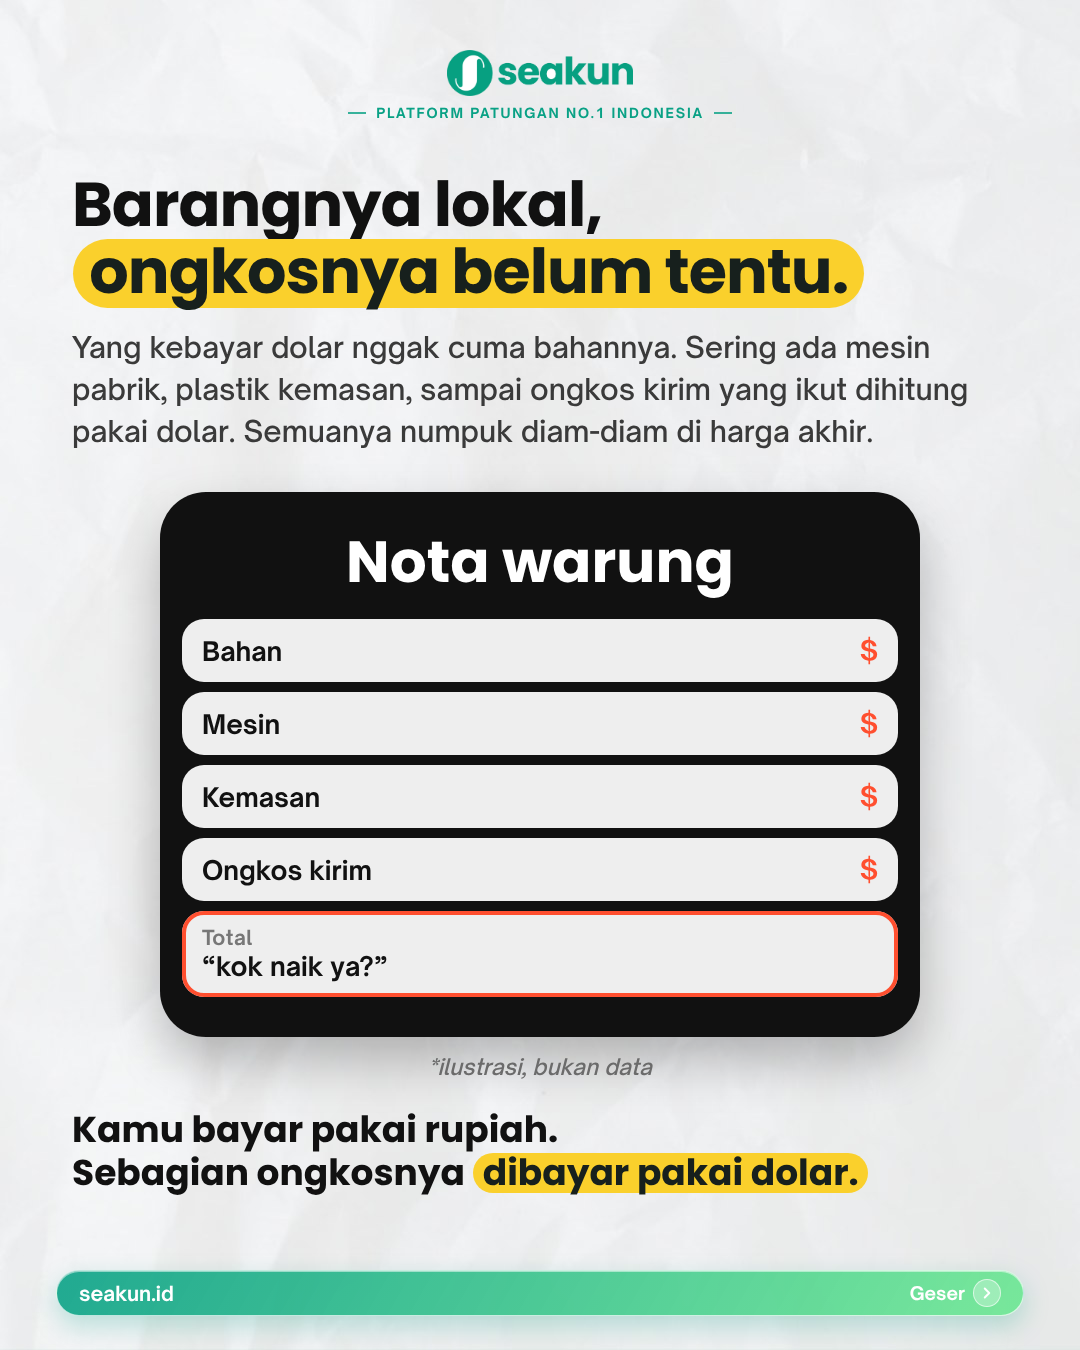 seakun
PLATFORM PATUNGAN NO.1 INDONESIA
Barangnya lokal,
ongkosnya belum tentu.
Yang kebayar dolar nggak cuma bahannya. Sering ada mesin
pabrik, plastik kemasan, sampai ongkos kirim yang ikut dihitung
pakai dolar. Semuanya numpuk diam-diam di harga akhir.
Nota warung
Bahan $
Mesin $
Kemasan $
Ongkos kirim $
Total
“kok naik ya?”
*ilustrasi, bukan data
Kamu bayar pakai rupiah.
Sebagian ongkosnya dibayar pakai dolar.
seakun.id Geser